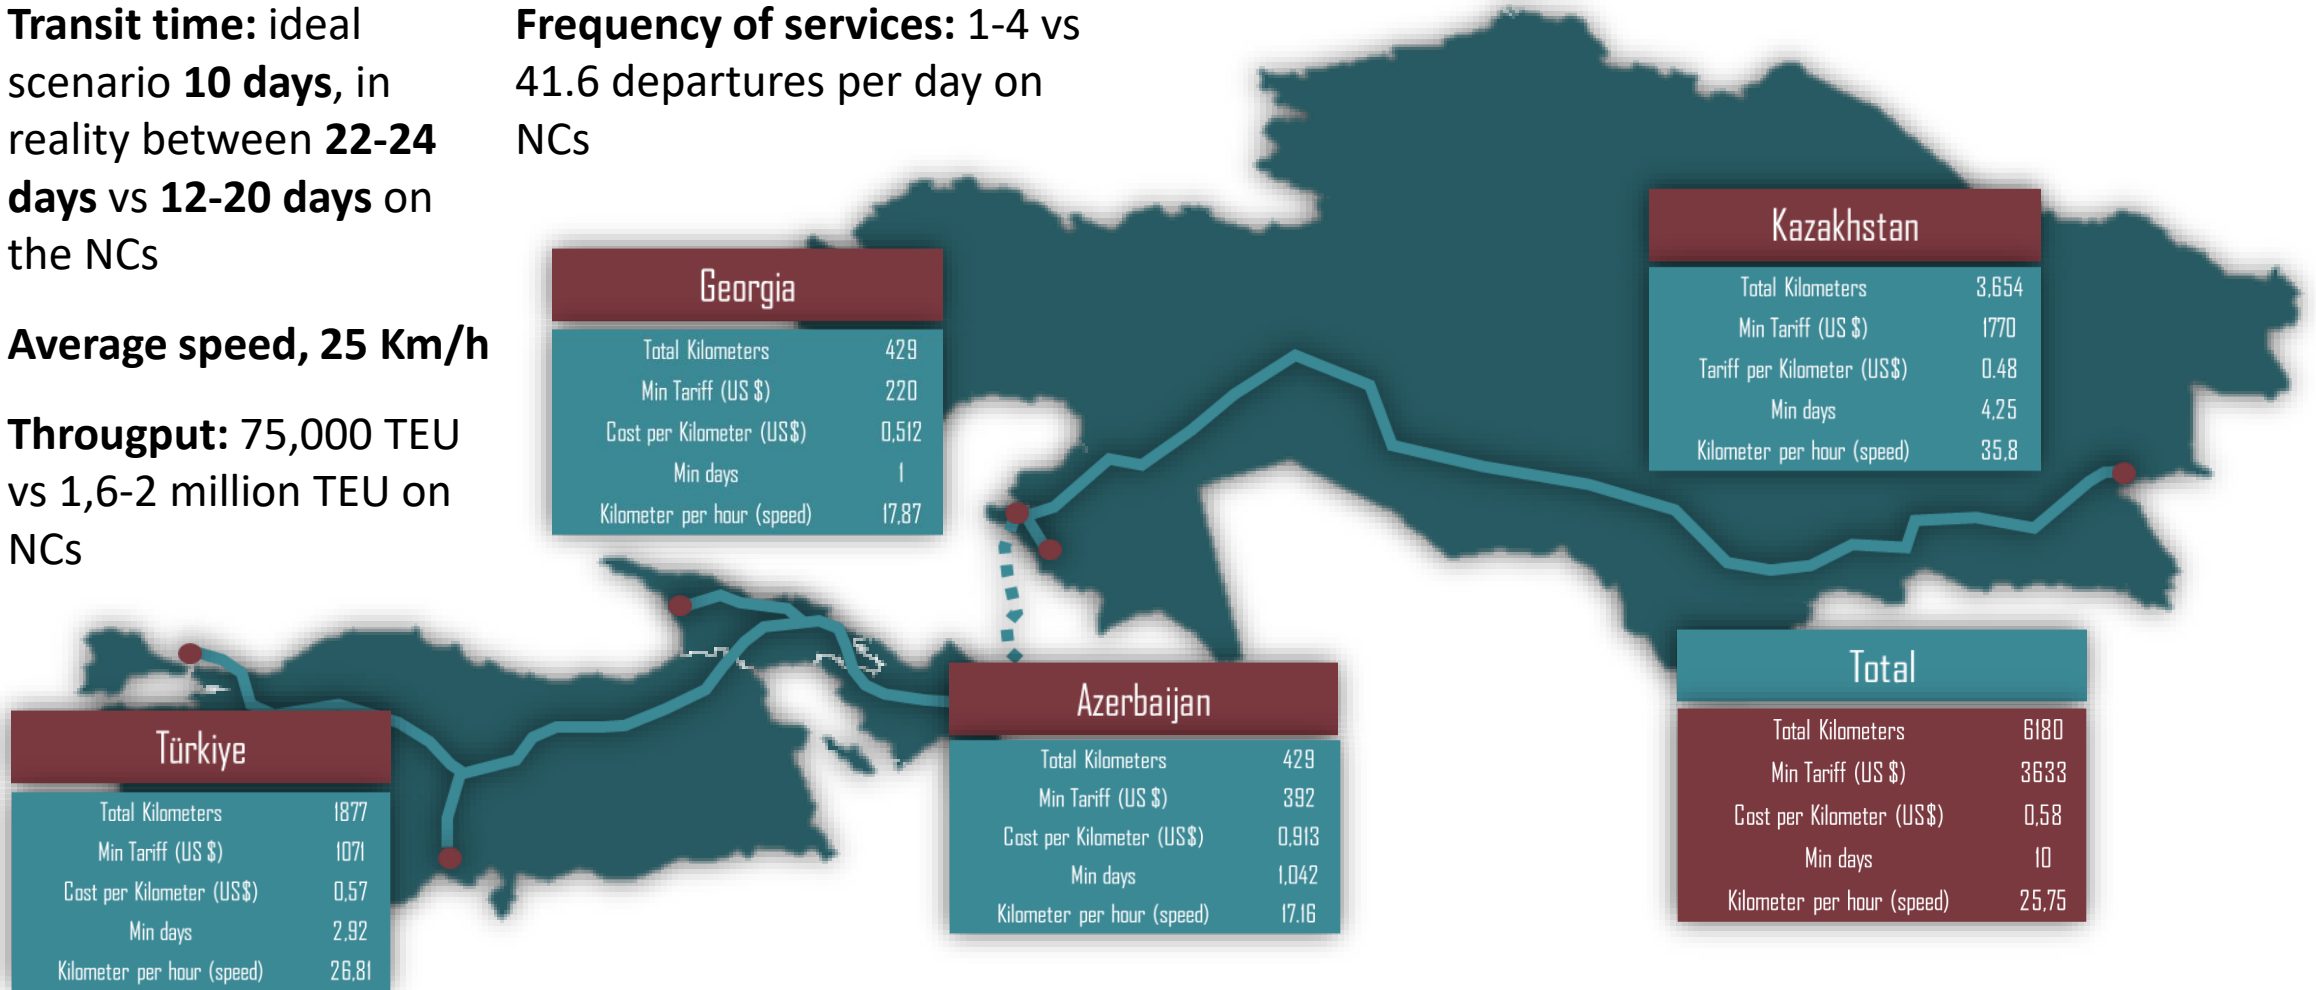 Transit time: ideal
scenario 10 days, in
reality between 22-24
days vs 12-20 days on
the NCs
Average speed, 25 Km/h
Througput: 75,000 TEU
vs 1,6-2 million TEU on
NCs
Frequency of services: 1-4 vs
41.6 departures per day on
NCs
Georgia
Total Kilometers 429
Min Tariff (US $) 220
Cost per Kilometer (US$) 0,512
Min days 1
Kilometer per hour (speed) 17,87
Kazakhstan
Total Kilometers 3,654
Min Tariff (US $) 1770
Tariff per Kilometer (US$) 0.48
Min days 4,25
Kilometer per hour (speed) 35,8
Türkiye
Total Kilometers 1877
Min Tariff (US $) 1071
Cost per Kilometer (US$) 0,57
Min days 2,92
Kilometer per hour (speed) 26,81
Azerbaijan
Total Kilometers 429
Min Tariff (US $) 392
Cost per Kilometer (US$) 0,913
Min days 1,042
Kilometer per hour (speed) 17.16
Total
Total Kilometers 6180
Min Tariff (US $) 3633
Cost per Kilometer (US$) 0,58
Min days 10
Kilometer per hour (speed) 25,75